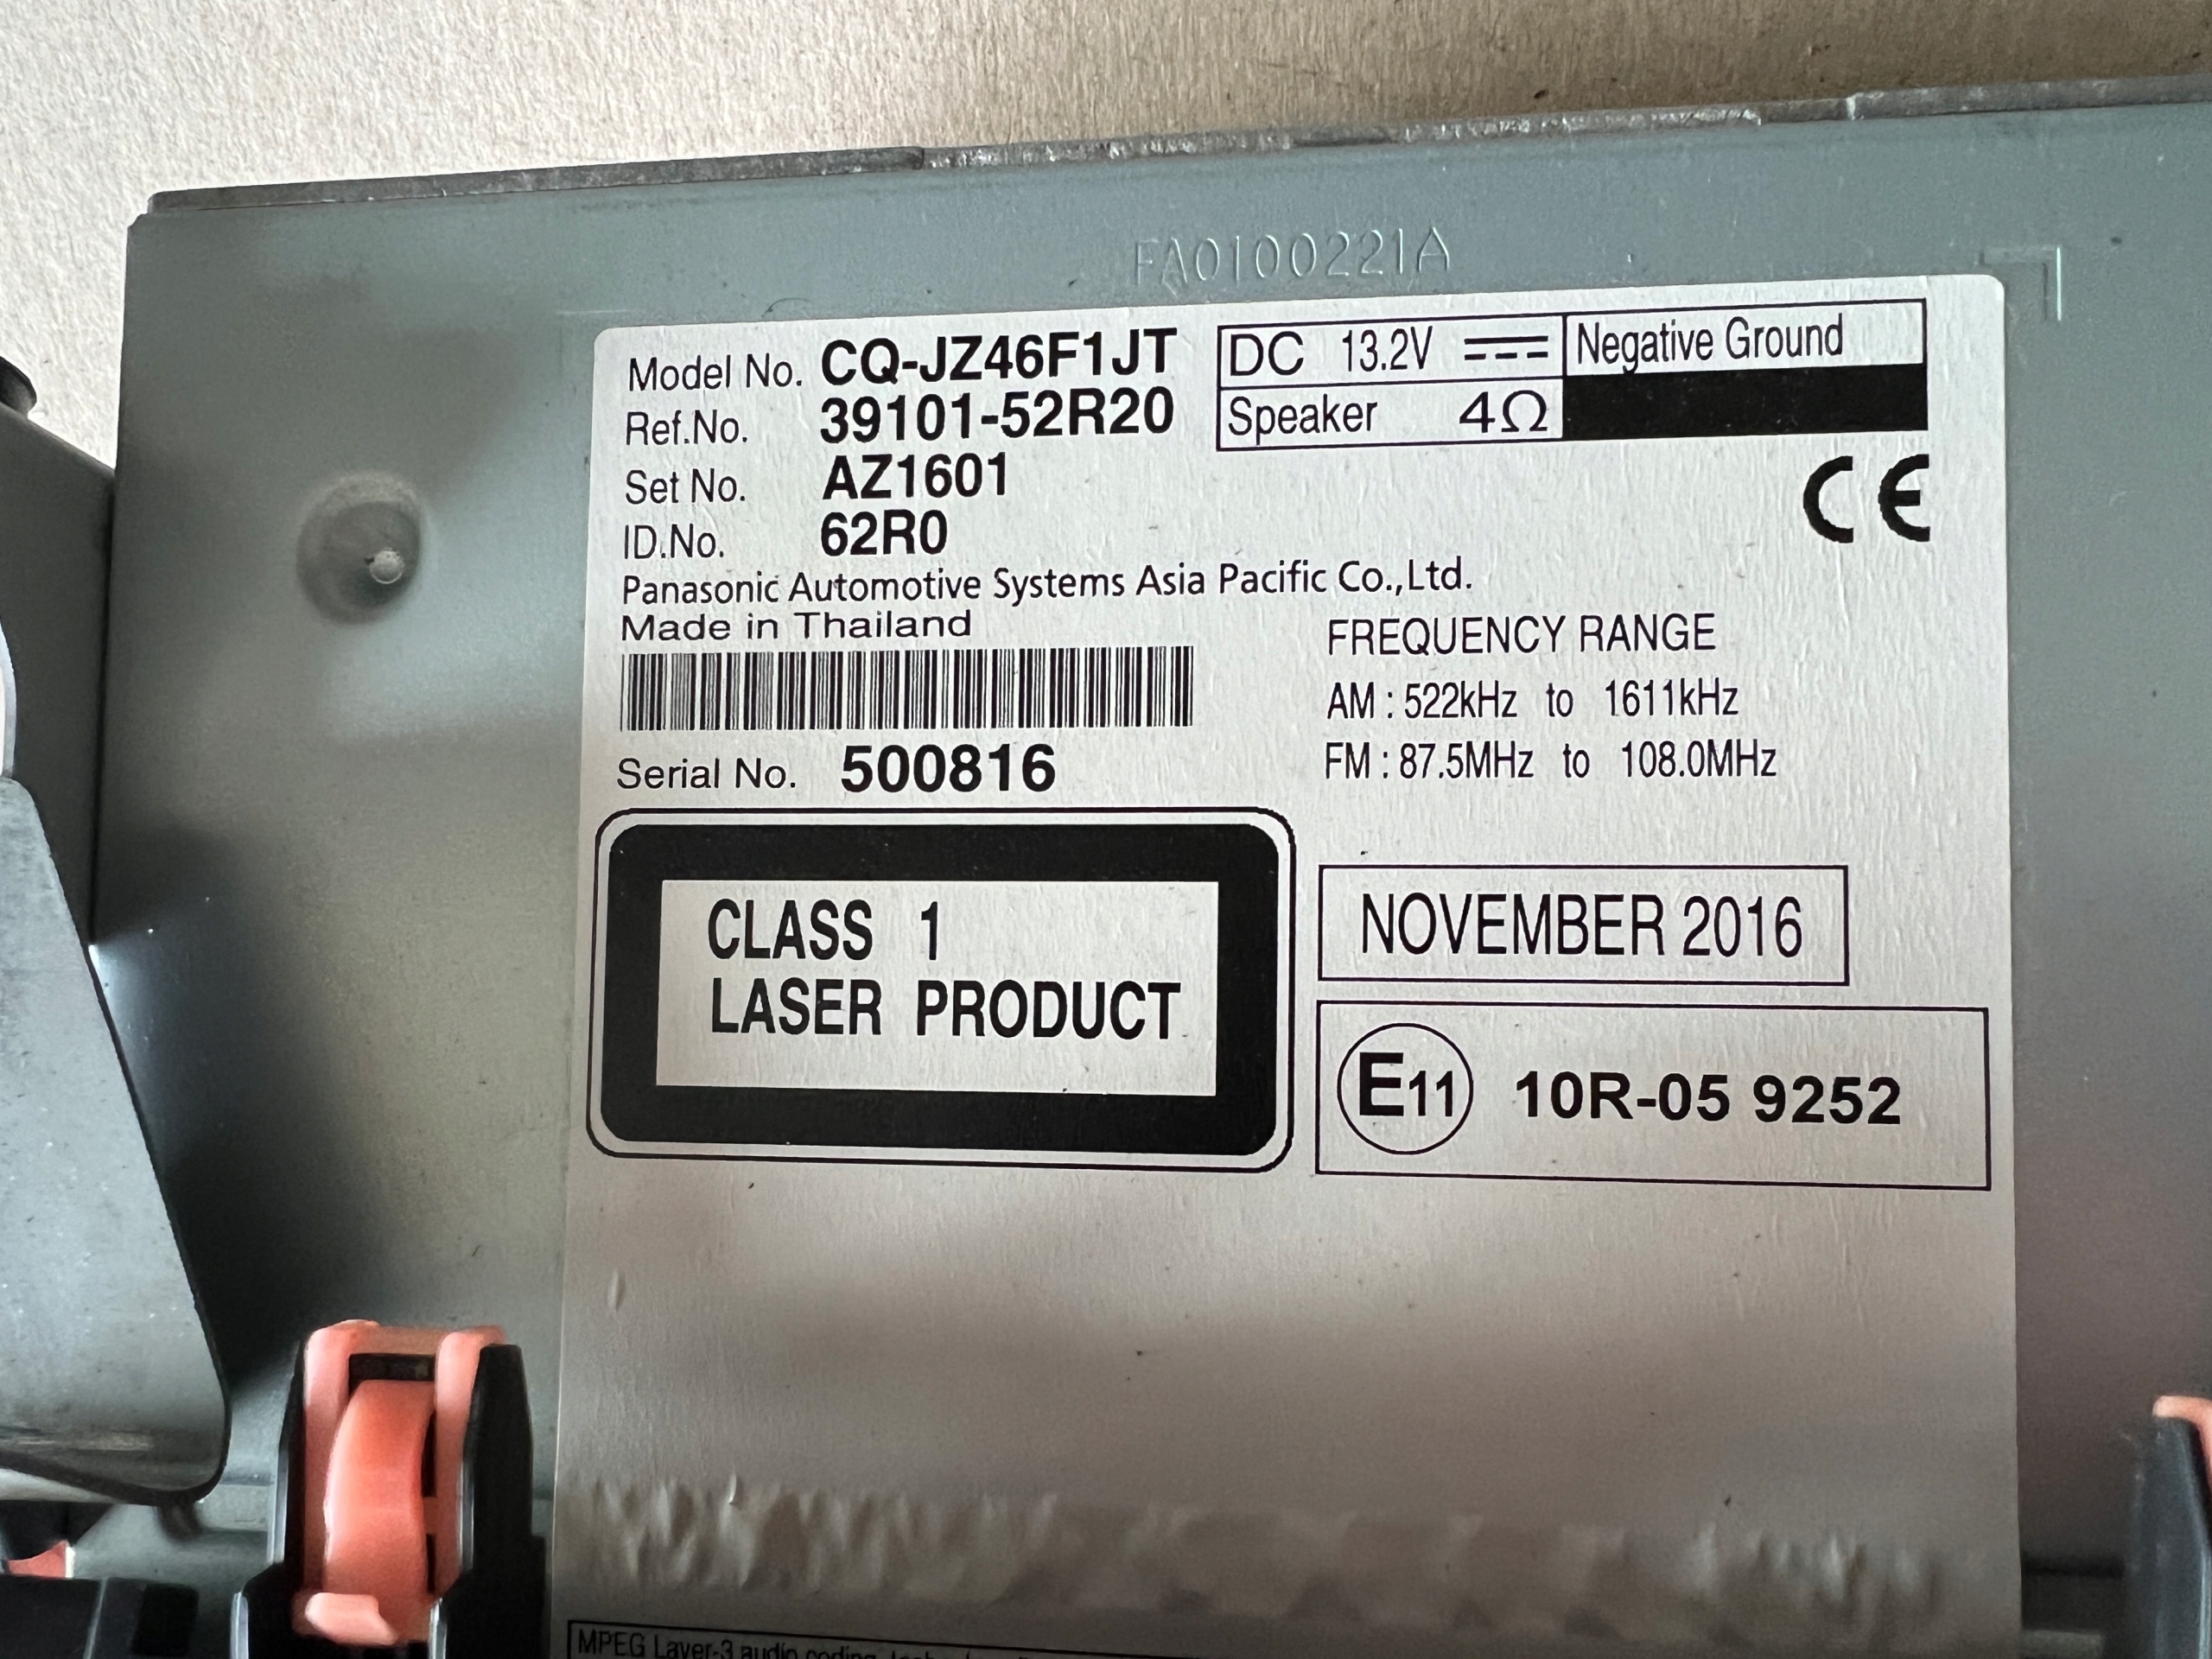 FA0100221A
Model No. CQ-JZ46F1JT
Ref.No. 39101-52R20
Set No. AZ1601
ID.No. 62R0
DC 13.2V Negative Ground
Speaker 4Ω
CE
Panasonic Automotive Systems Asia Pacific Co.,Ltd.
Made in Thailand
Serial No. 500816
FREQUENCY RANGE
AM : 522kHz to 1611kHz
FM : 87.5MHz to 108.0MHz
CLASS 1
LASER PRODUCT
NOVEMBER 2016
E11 10R-05 9252
MPEG Layer-3 audio coding